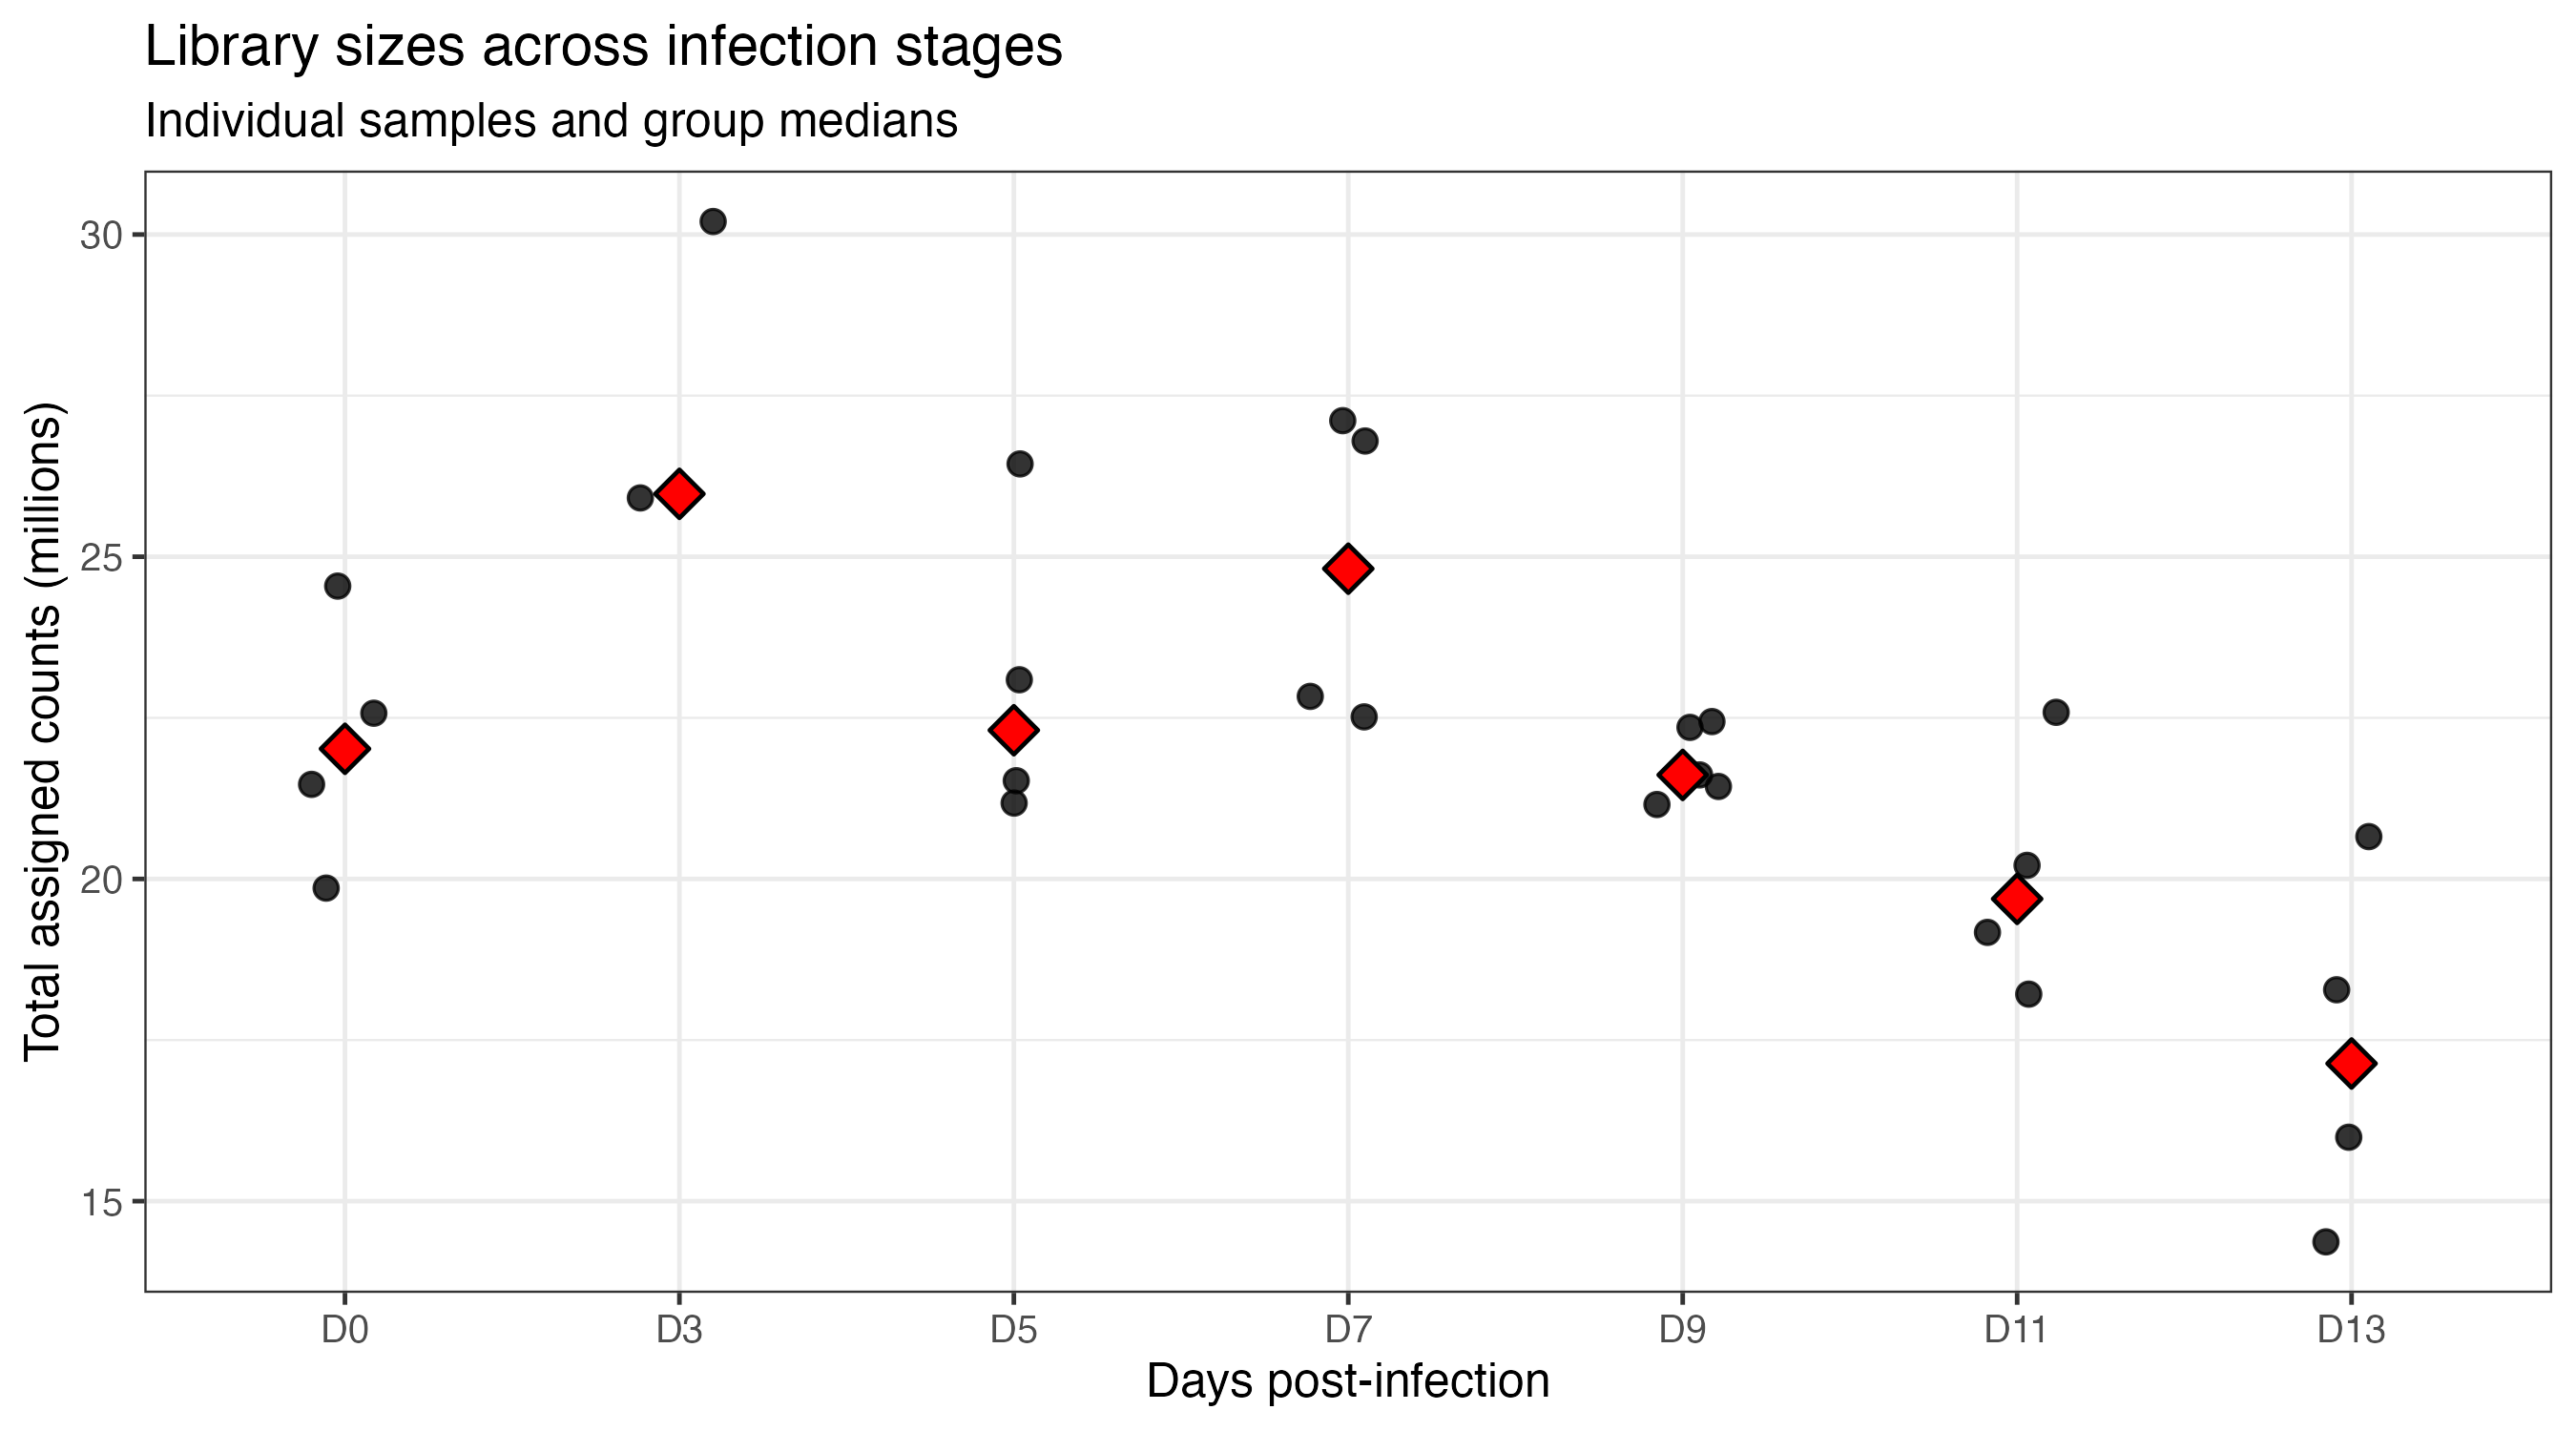 Library sizes across infection stages
Individual samples and group medians
Total assigned counts (millions)
30
25
20
15
D0 D3 D5 D7 D9 D11 D13
Days post-infection